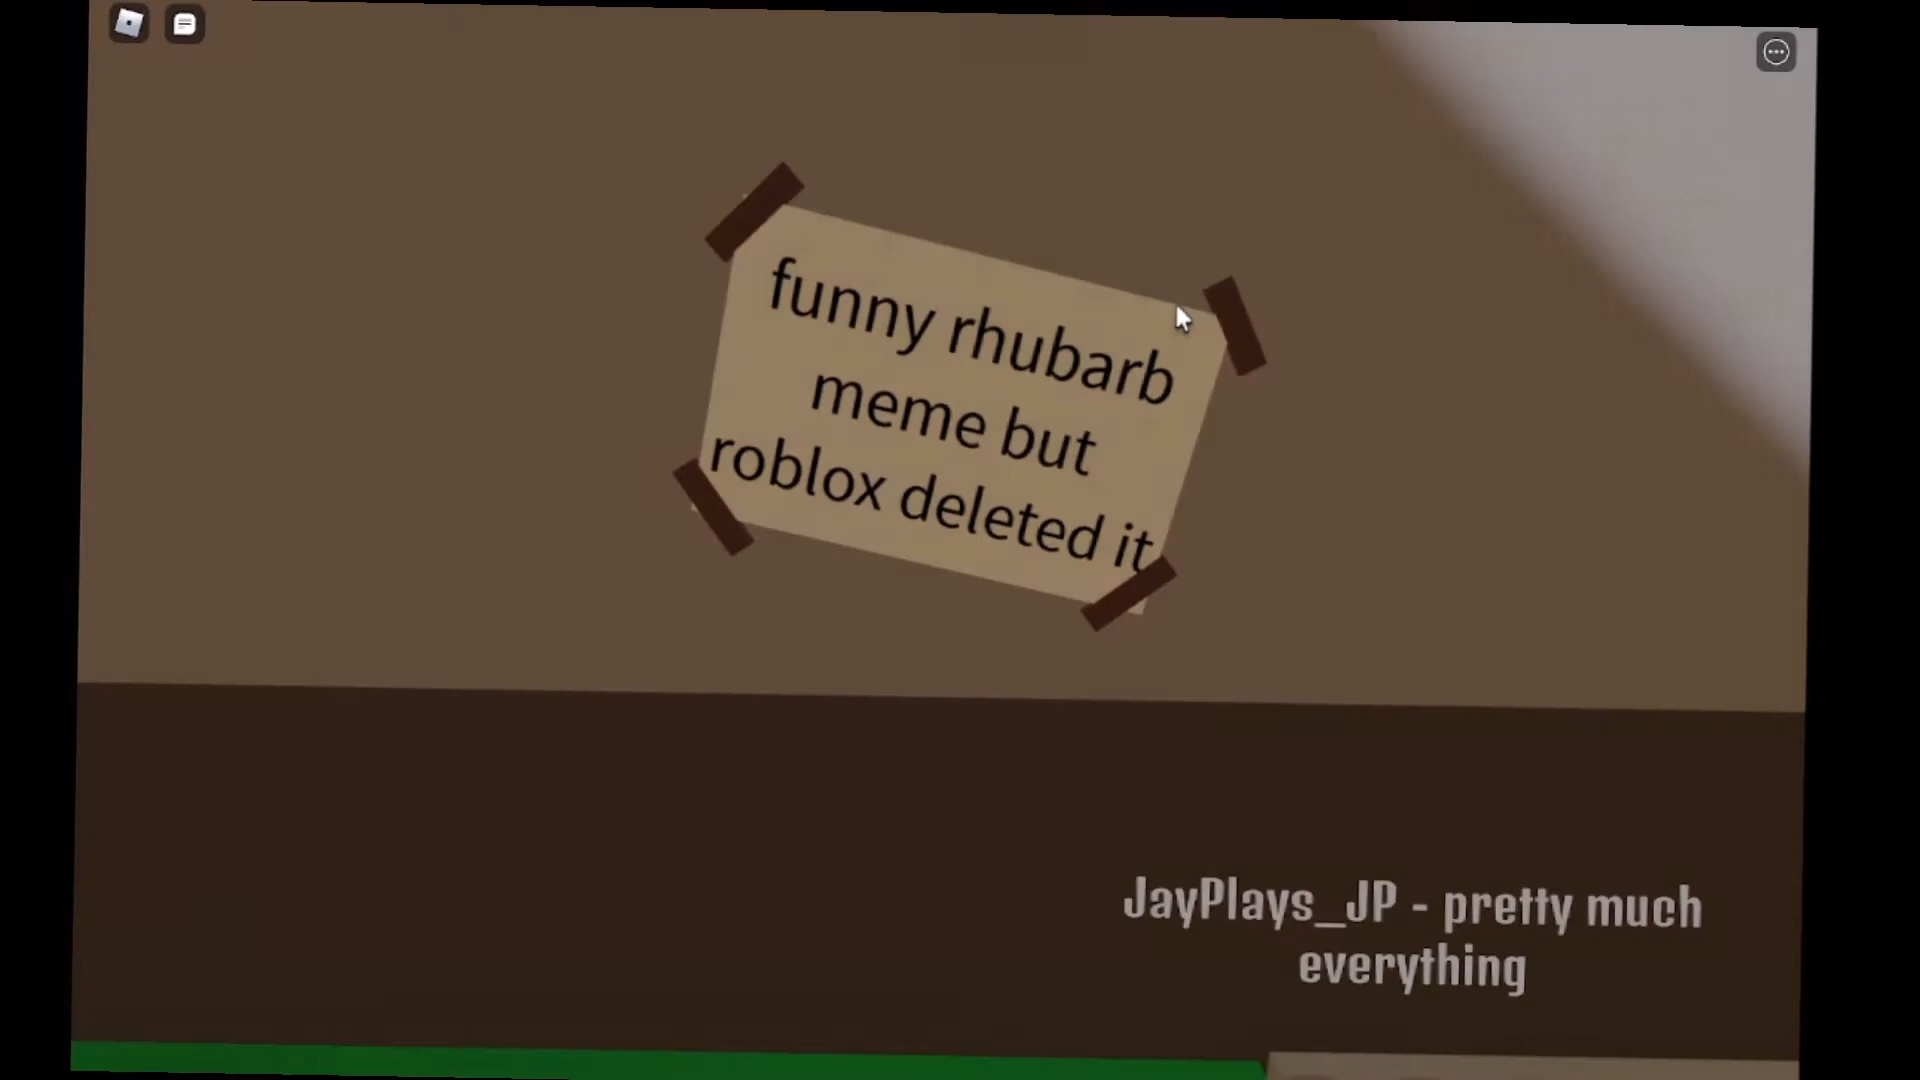 funny rhubarb
meme but
roblox deleted it
JayPlays_JP - pretty much
everything